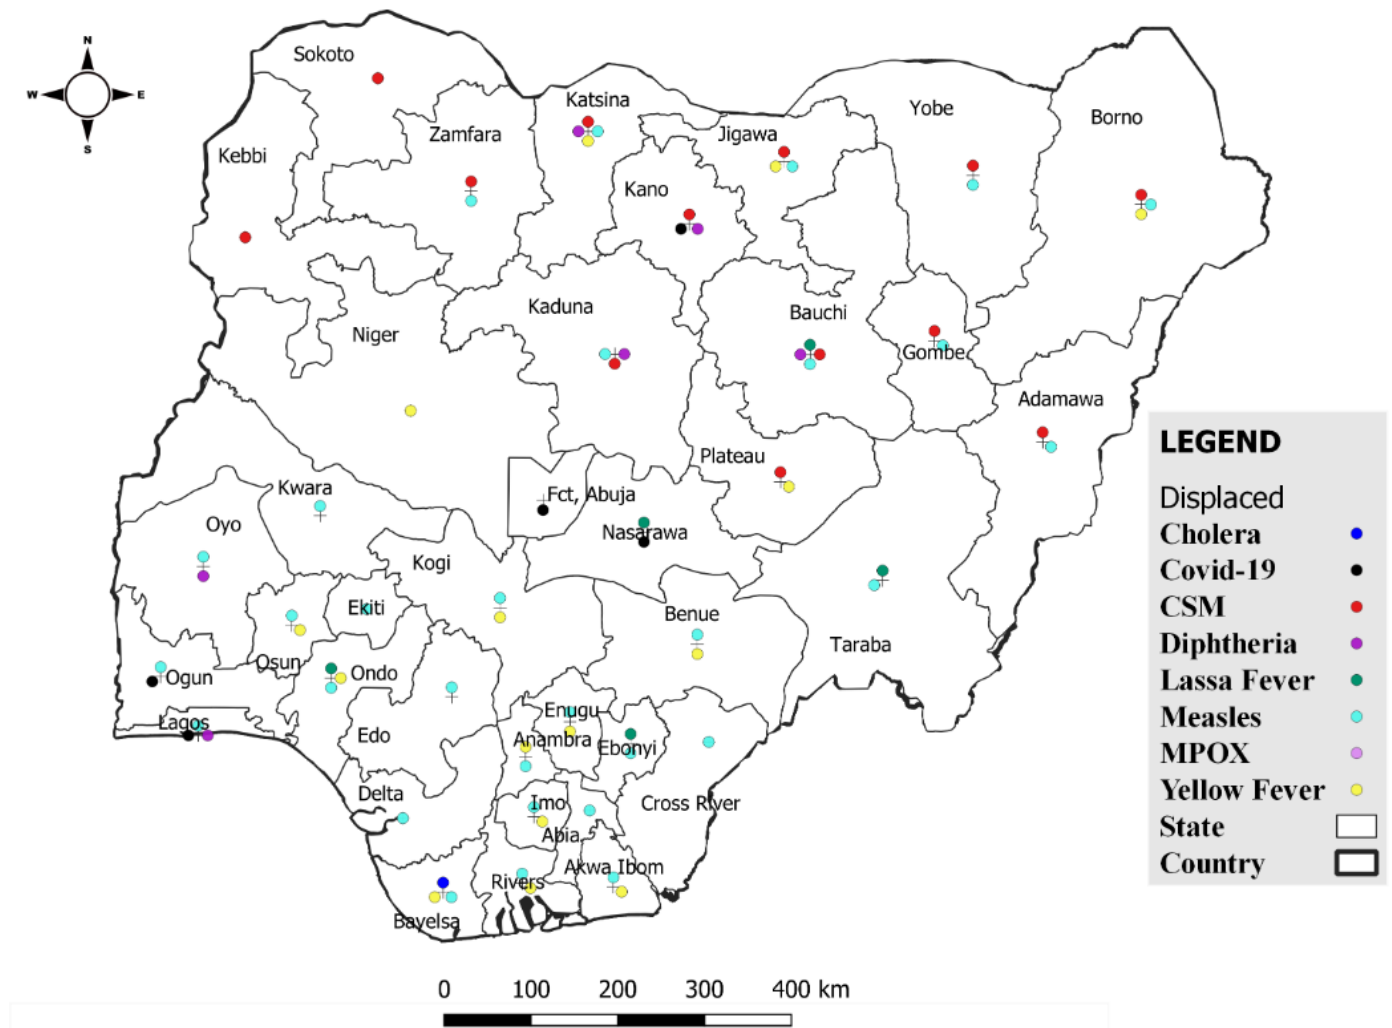 N
W E
S
Sokoto
Katsina
Zamfara
Jigawa
Yobe
Borno
Kebbi
Kano
Kaduna
Bauchi
Niger
Gombe
Adamawa
Plateau
Kwara
Fct, Abuja
Oyo
Nasarawa
Kogi
Ekiti
Benue
Taraba
Osun
Ogun
Ondo
Lagos
Enugu
Edo
Anambra
Ebonyi
Delta
Imo
Cross River
Abia
Akwa Ibom
Rivers
Bayelsa
LEGEND
Displaced
Cholera
Covid-19
CSM
Diphtheria
Lassa Fever
Measles
MPOX
Yellow Fever
State
Country
0 100 200 300 400 km